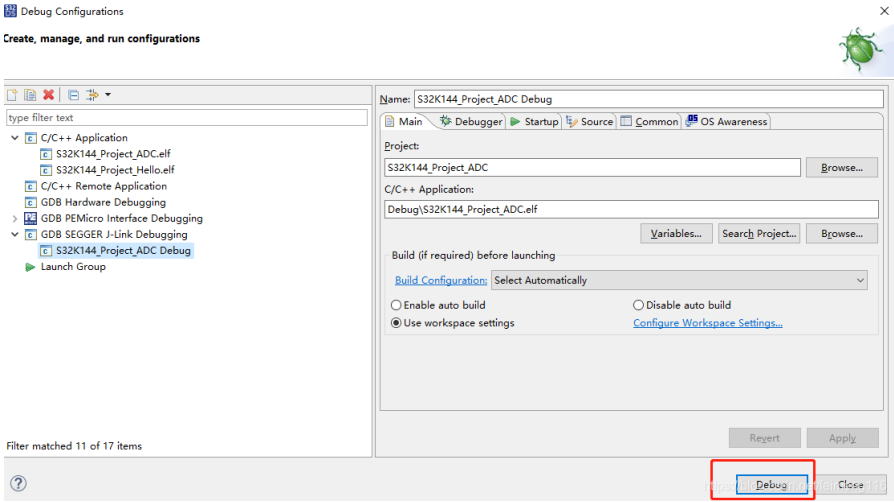 Debug Configurations
Create, manage, and run configurations
type filter text
C/C++ Application
S32K144_Project_ADC.elf
S32K144_Project_Hello.elf
C/C++ Remote Application
GDB Hardware Debugging
GDB PEMicro Interface Debugging
GDB SEGGER J-Link Debugging
S32K144_Project_ADC Debug
Launch Group
Filter matched 11 of 17 items
Name: S32K144_Project_ADC Debug
Main Debugger Startup Source Common OS Awareness
Project:
S32K144_Project_ADC Browse...
C/C++ Application:
Debug\S32K144_Project_ADC.elf
Variables... Search Project... Browse...
Build (if required) before launching
Build Configuration: Select Automatically
Enable auto build Disable auto build
Use workspace settings Configure Workspace Settings...
Revert Apply
Debug Close